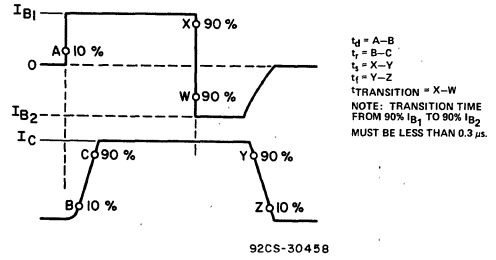 I_B1
X 90 %
A 10 %
0
W 90 %
I_B2
I_C
C 90 %
Y 90 %
B 10 %
Z 10 %
t_d = A–B
t_r = B–C
t_s = X–Y
t_f = Y–Z
t_TRANSITION = X–W
NOTE: TRANSITION TIME
FROM 90% I_B1 TO 90% I_B2
MUST BE LESS THAN 0.3 µs.
92CS-30458